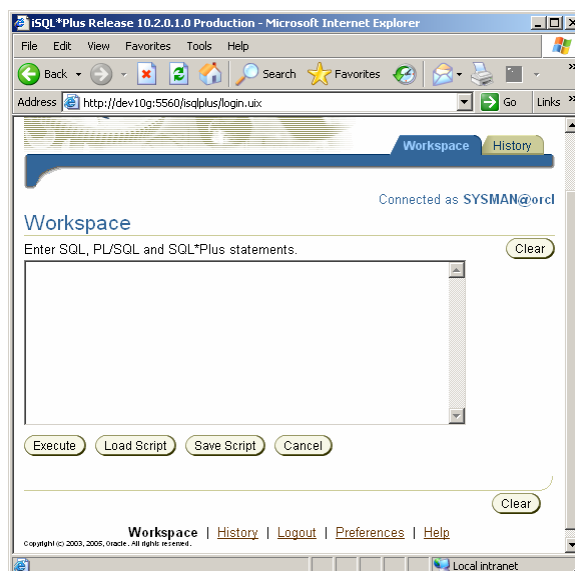 iSQL*Plus Release 10.2.0.1.0 Production - Microsoft Internet Explorer
File Edit View Favorites Tools Help
Back Search Favorites »
Address http://dev10g:5560/isqlplus/login.uix Go Links »
Workspace History
Connected as SYSMAN@orcl
Workspace
Enter SQL, PL/SQL and SQL*Plus statements. Clear
Execute Load Script Save Script Cancel
Clear
Workspace | History | Logout | Preferences | Help
Copyright (c) 2003, 2005, Oracle. All rights reserved.
Local intranet